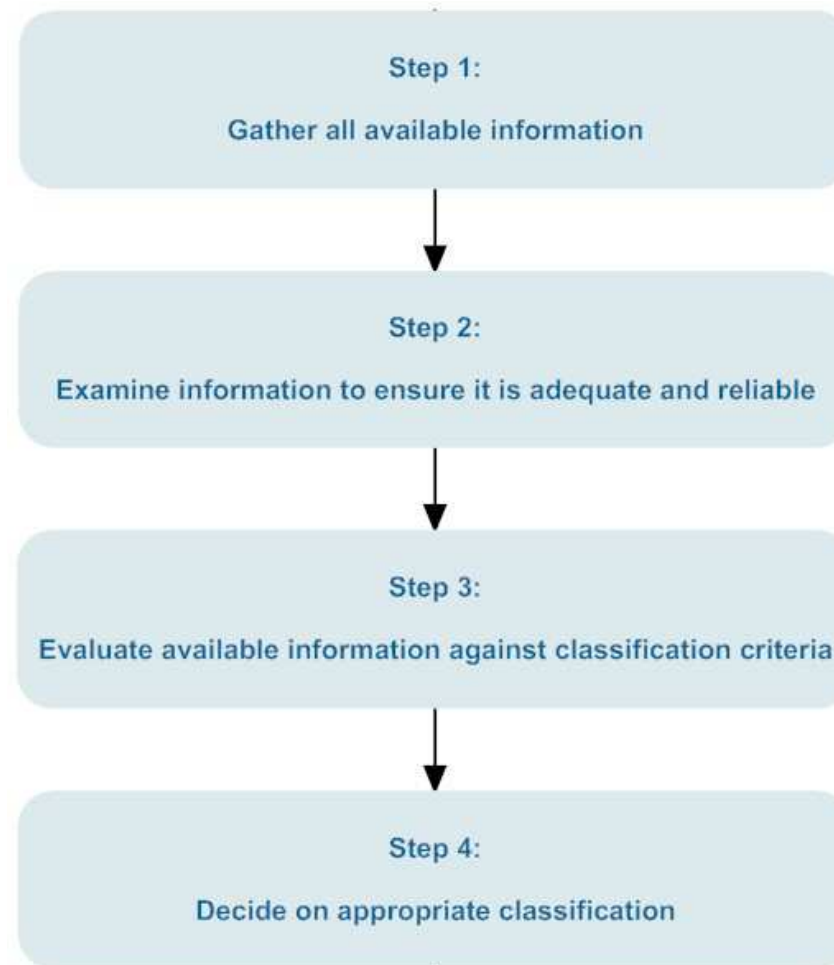 Step 1:
Gather all available information
Step 2:
Examine information to ensure it is adequate and reliable
Step 3:
Evaluate available information against classification criteria
Step 4:
Decide on appropriate classification